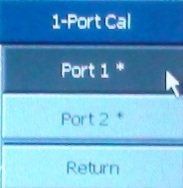 1-Port Cal
Port 1 *
Port 2 *
Return